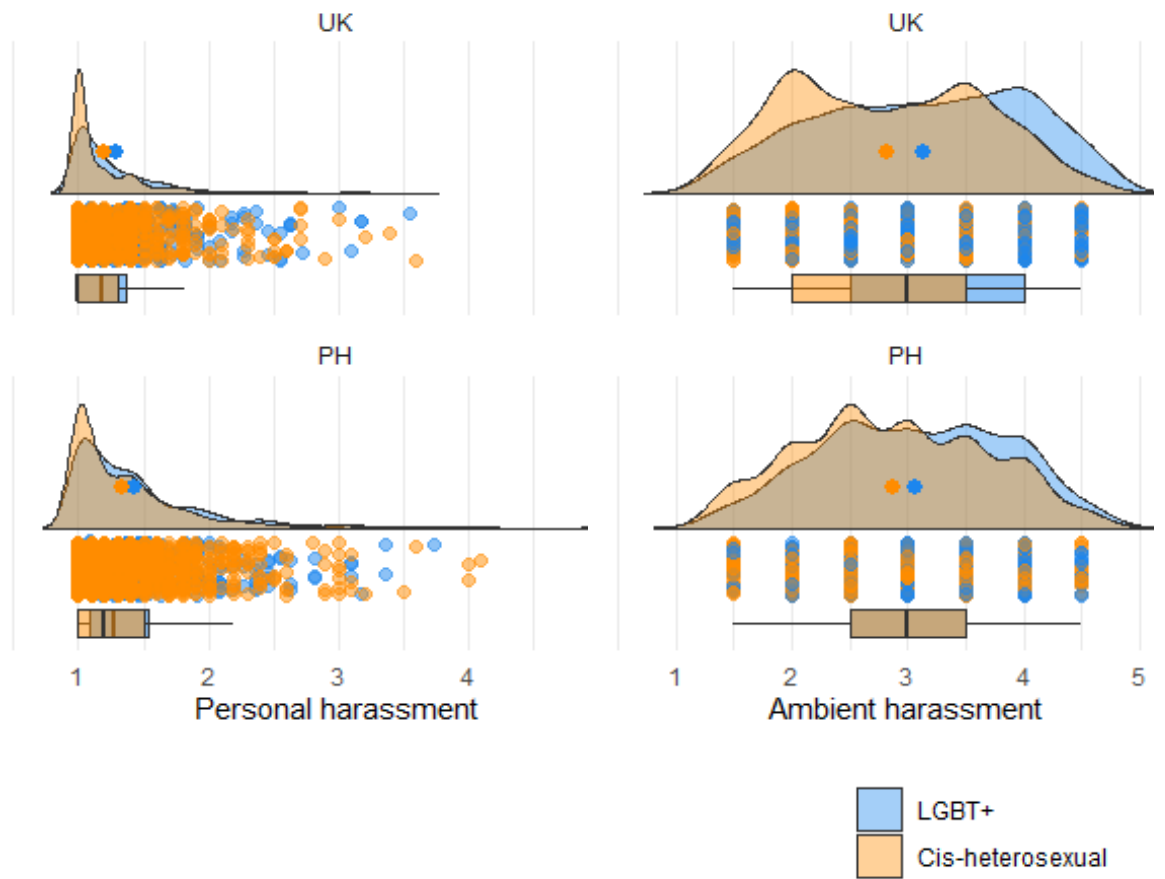 UK
UK
PH
PH
1 2 3 4
1 2 3 4 5
Personal harassment
Ambient harassment
LGBT+
Cis-heterosexual